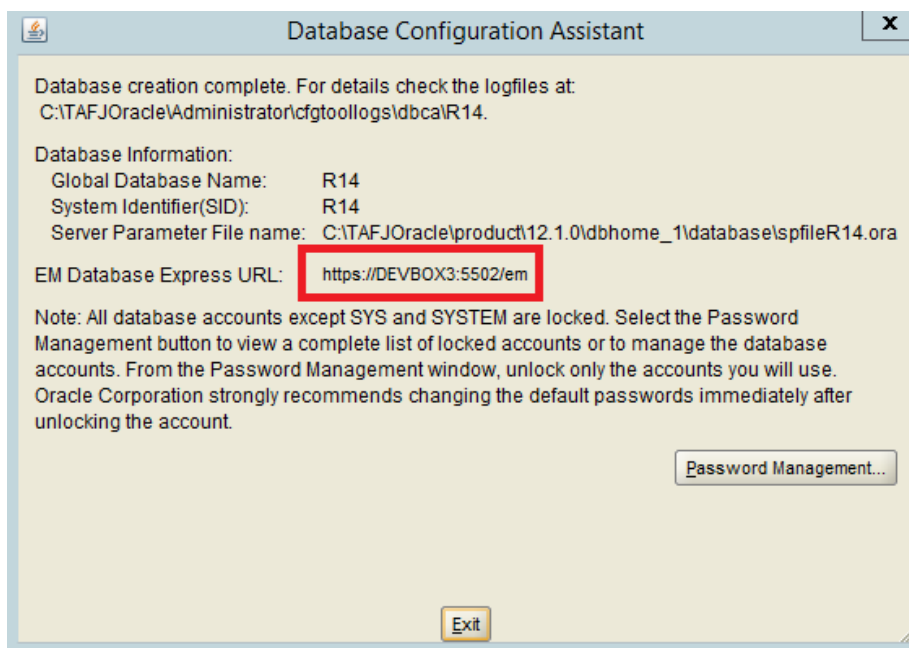 Database Configuration Assistant
x
Database creation complete. For details check the logfiles at:
C:\TAFJOracle\Administrator\cfgtoollogs\dbca\R14.
Database Information:
Global Database Name: R14
System Identifier(SID): R14
Server Parameter File name: C:\TAFJOracle\product\12.1.0\dbhome_1\database\spfileR14.ora
EM Database Express URL: https://DEVBOX3:5502/em
Note: All database accounts except SYS and SYSTEM are locked. Select the Password
Management button to view a complete list of locked accounts or to manage the database
accounts. From the Password Management window, unlock only the accounts you will use.
Oracle Corporation strongly recommends changing the default passwords immediately after
unlocking the account.
Password Management...
Exit